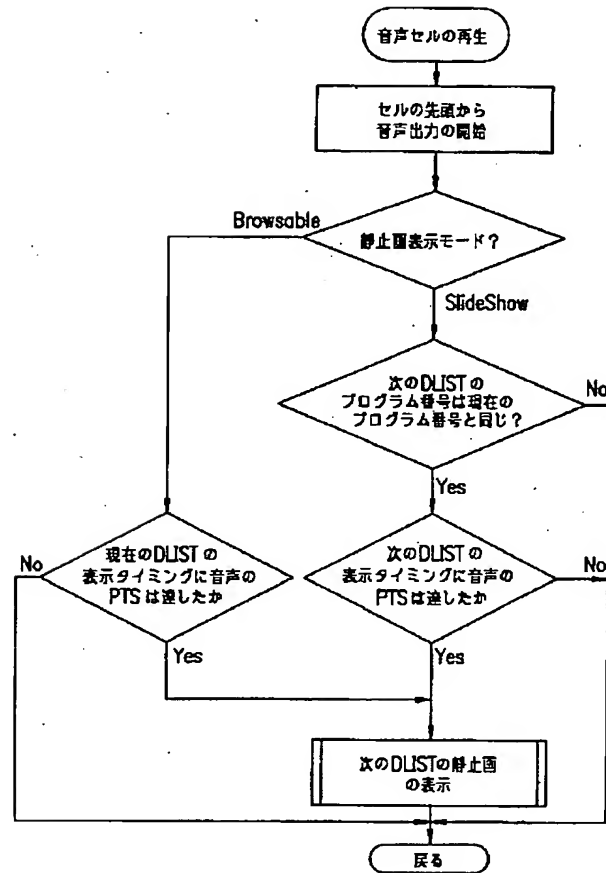 音声セルの再生
セルの先頭から
音声出力の開始
Browsable
静止画表示モード?
SlideShow
次のDLISTの
プログラム番号は現在の
プログラム番号と同じ?
No
Yes
No
現在のDLISTの
表示タイミングに音声の
PTSは達したか
次のDLISTの
表示タイミングに音声の
PTSは達したか
No
Yes
Yes
次のDLISTの静止画
の表示
戻る